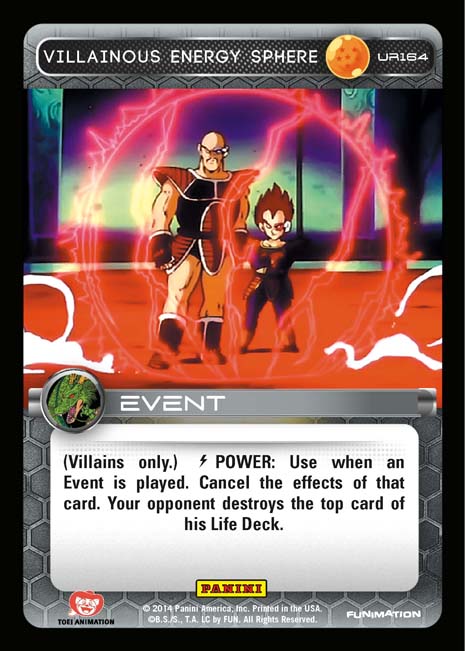 VILLAINOUS ENERGY SPHERE UR164
EVENT
(Villains only.) POWER: Use when an
Event is played. Cancel the effects of that
card. Your opponent destroys the top card of
his Life Deck.
PANINI
© 2014 Panini America, Inc. Printed in the USA.
©B.S./S., T.A. LC by FUN. All Rights Reserved.
TOEI ANIMATION
FUNIMATION